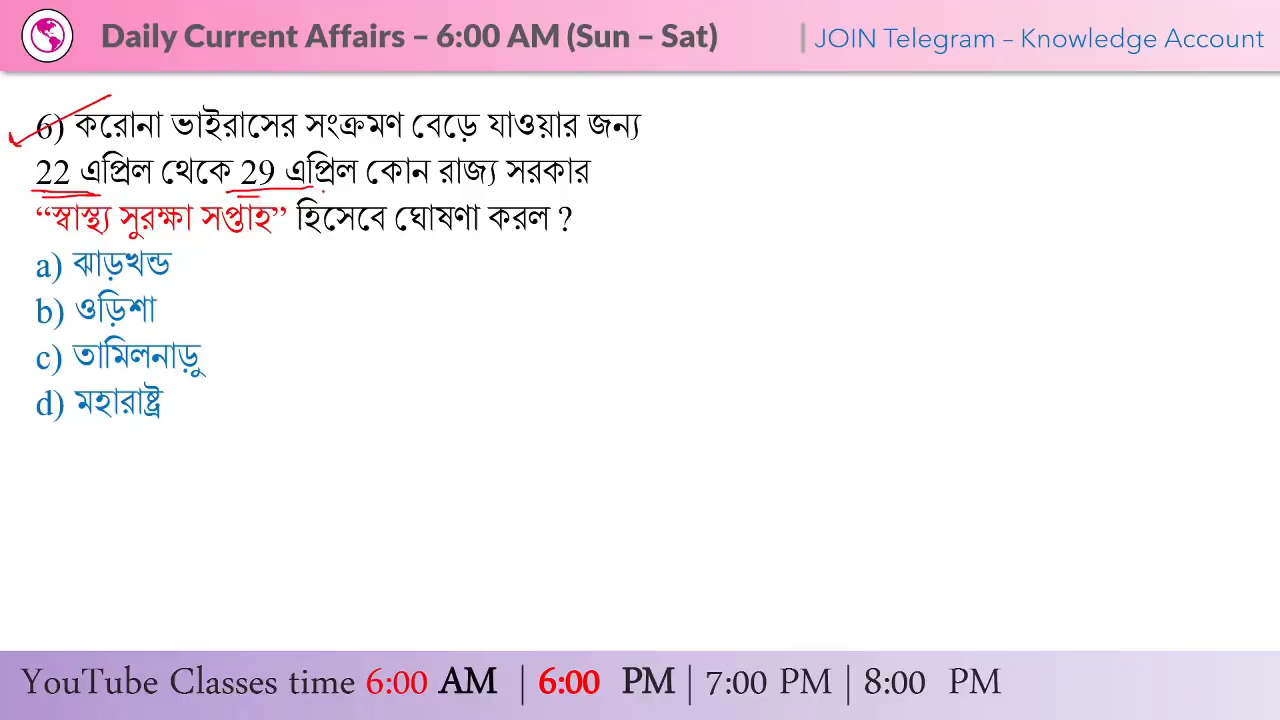 Daily Current Affairs – 6:00 AM (Sun – Sat)
JOIN Telegram – Knowledge Account
6) করোনা ভাইরাসের সংক্রমণ বেড়ে যাওয়ার জন্য
22 এপ্রিল থেকে 29 এপ্রিল কোন রাজ্য সরকার
“স্বাস্থ্য সুরক্ষা সপ্তাহ” হিসেবে ঘোষণা করল ?
a) ঝাড়খন্ড
b) ওড়িশা
c) তামিলনাড়ু
d) মহারাষ্ট্র
YouTube Classes time 6:00 AM | 6:00 PM | 7:00 PM | 8:00 PM